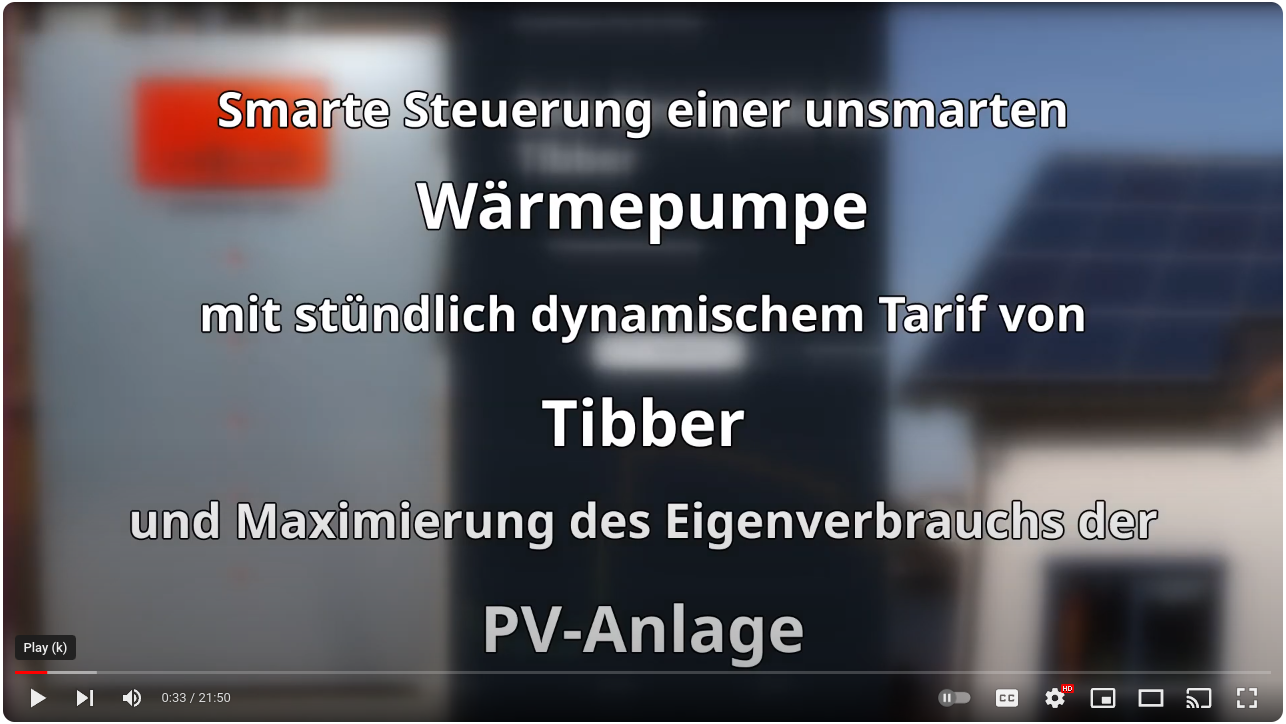 Smarte Steuerung einer unsmarten
Wärmepumpe
mit stündlich dynamischem Tarif von
Tibber
und Maximierung des Eigenverbrauchs der
PV-Anlage
Play (k)
0:33 / 21:50
CC
HD